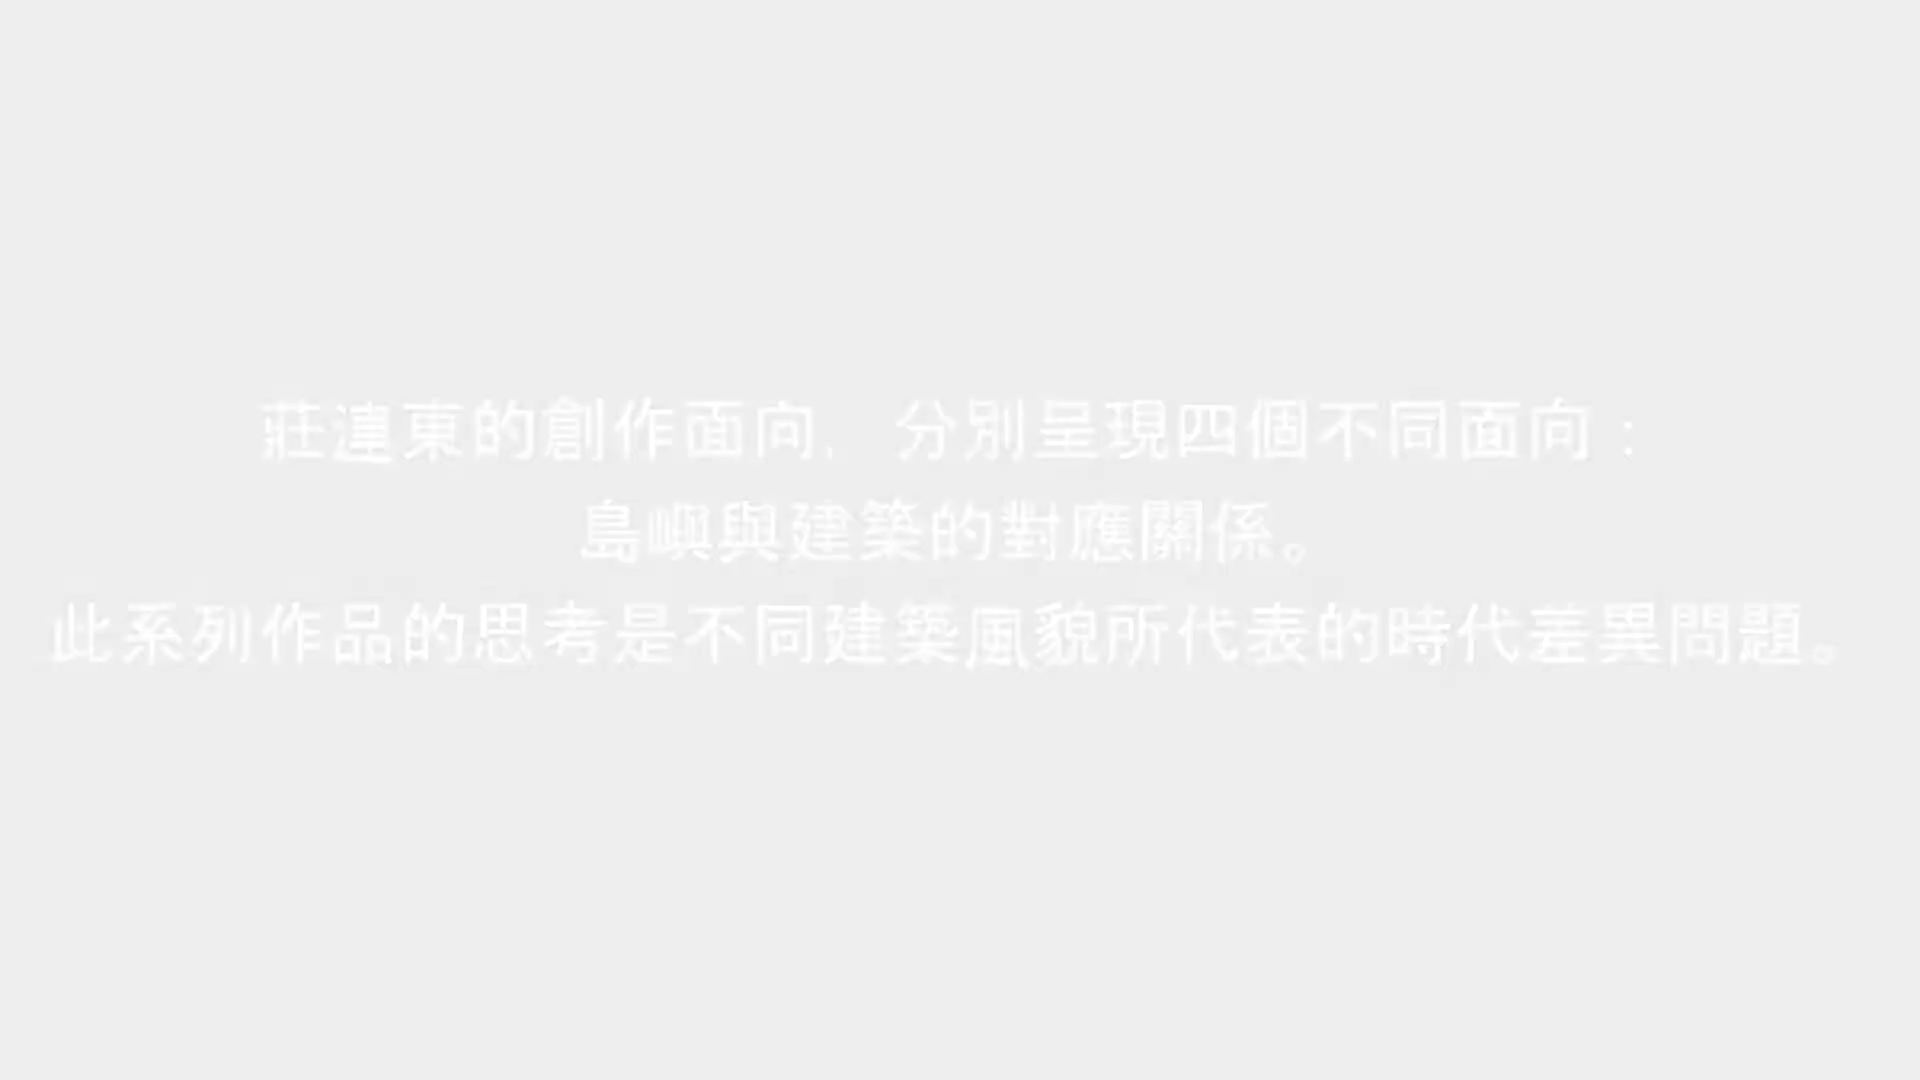 莊連東的創作面向，分別呈現四個不同面向：
島嶼與建築的對應關係。
此系列作品的思考是不同建築風貌所代表的時代差異問題。